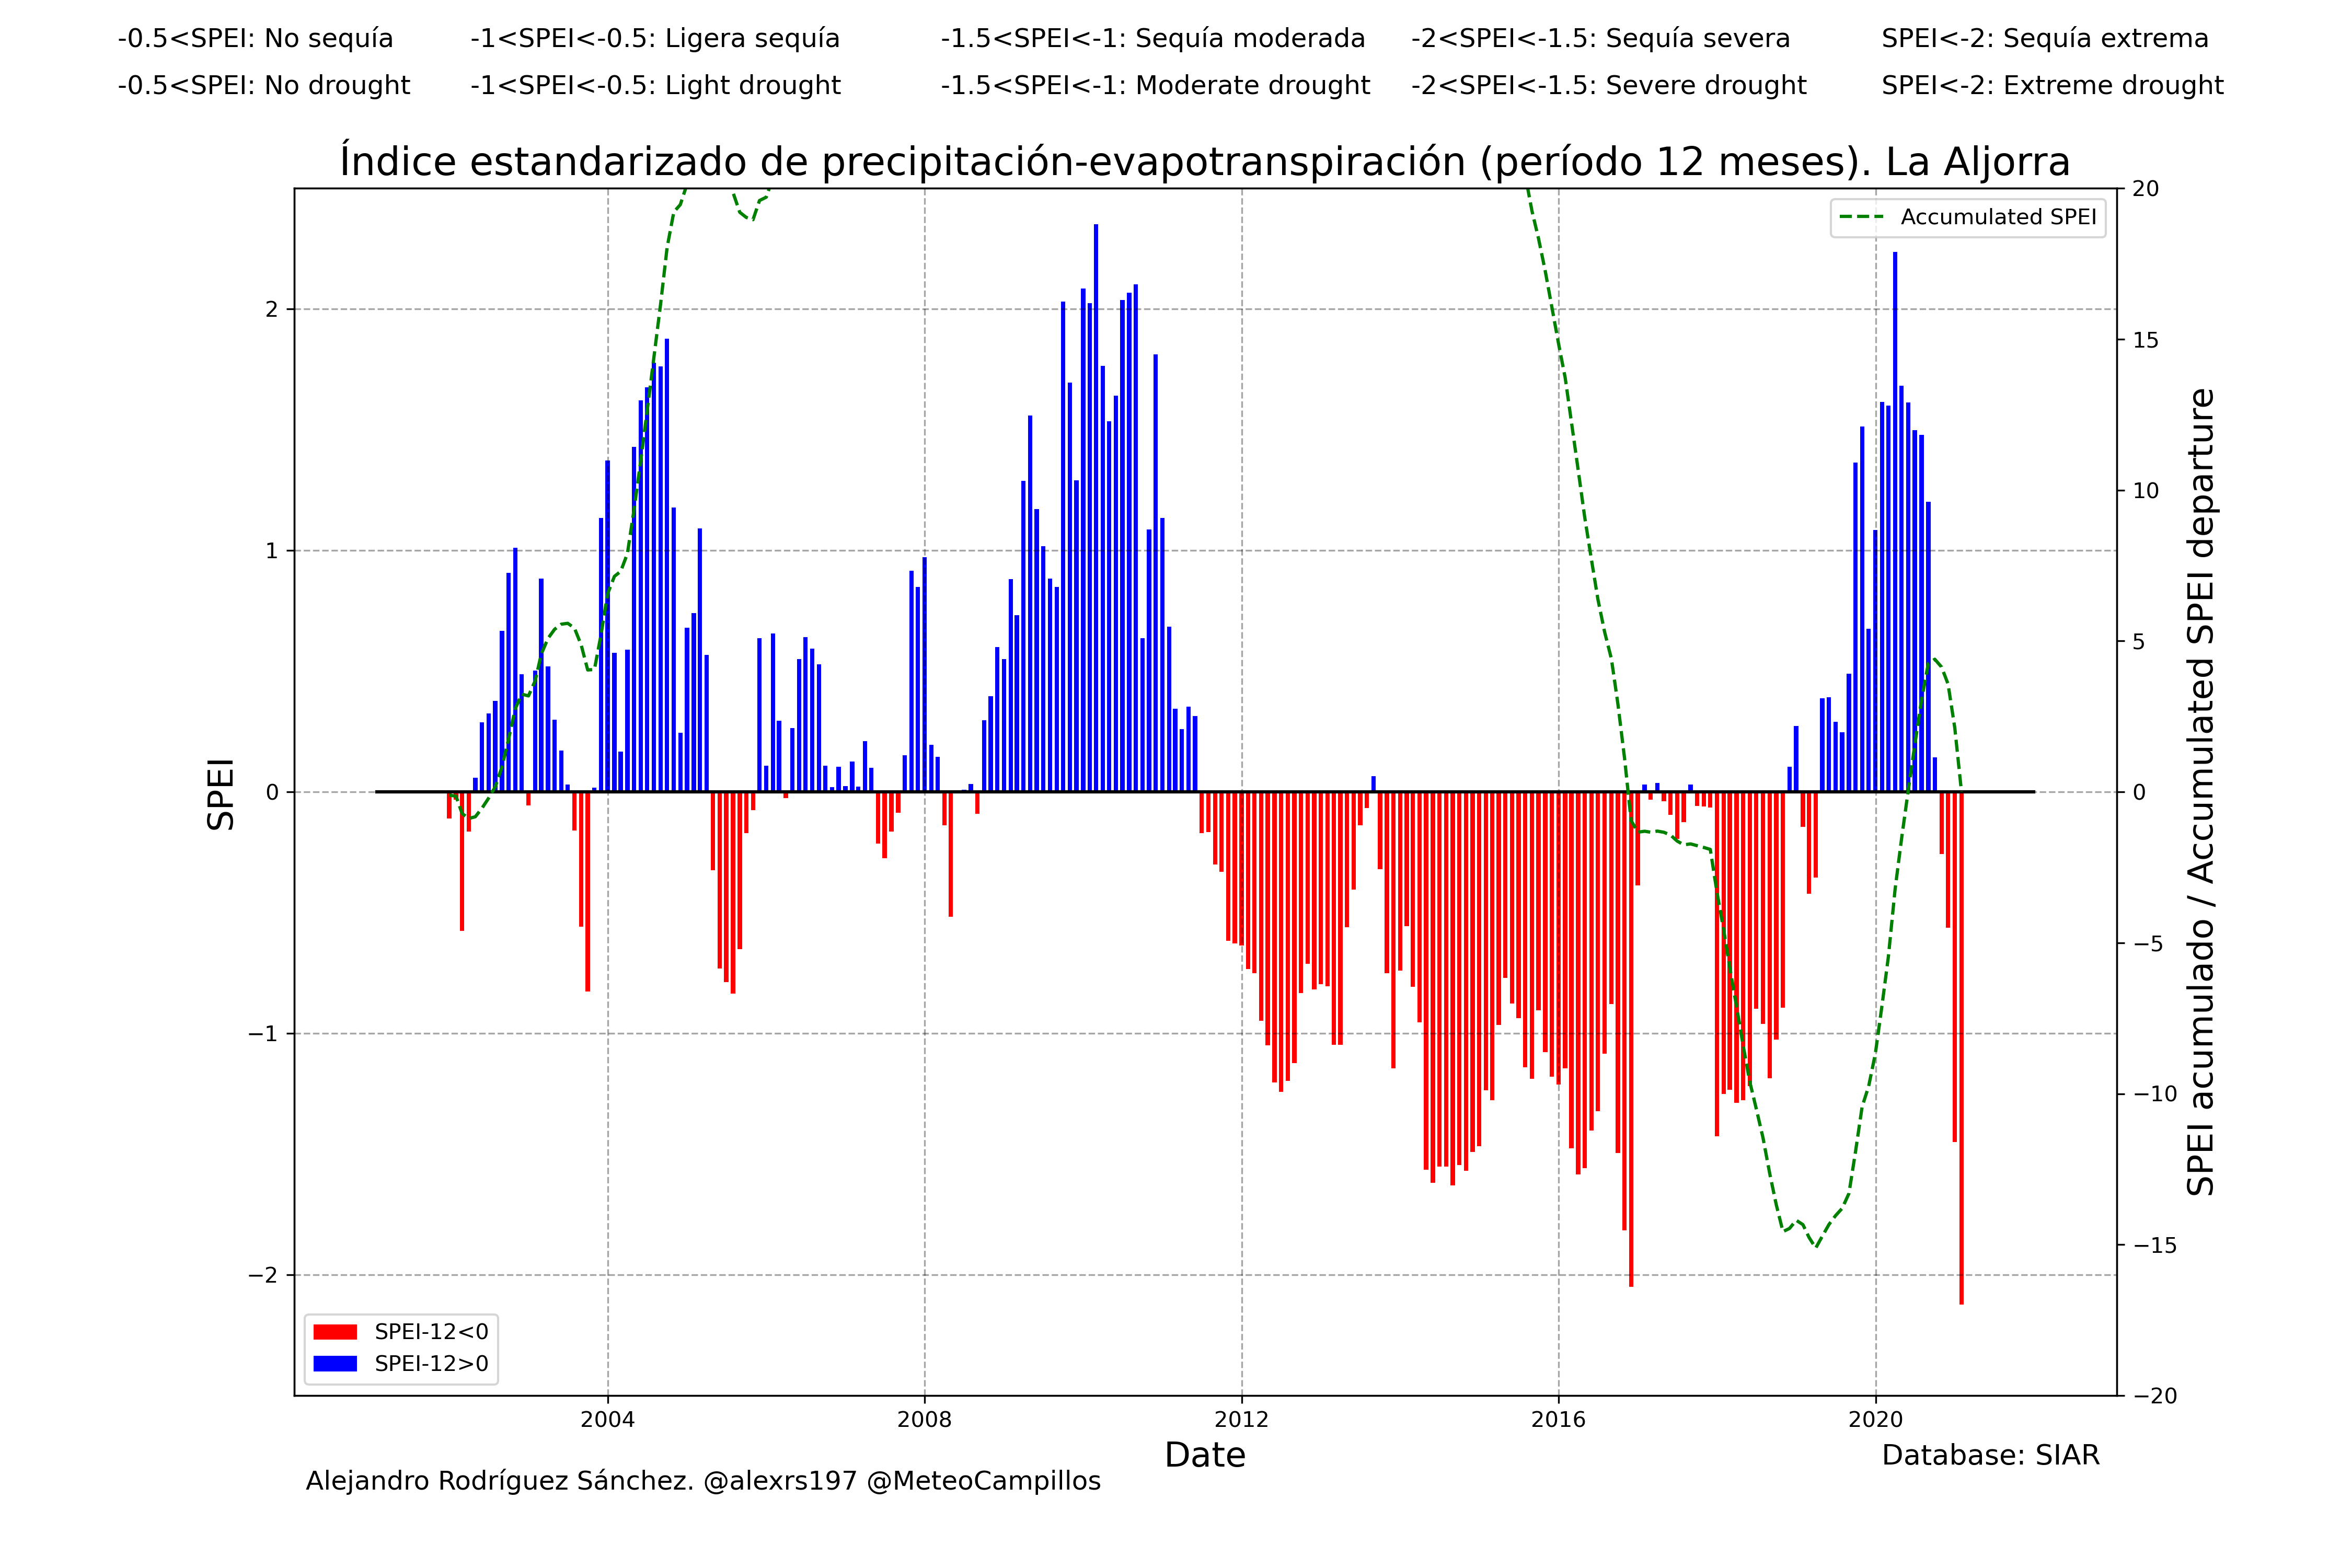 -0.5<SPEI: No sequía -1<SPEI<-0.5: Ligera sequía -1.5<SPEI<-1: Sequía moderada -2<SPEI<-1.5: Sequía severa SPEI<-2: Sequía extrema
-0.5<SPEI: No drought -1<SPEI<-0.5: Light drought -1.5<SPEI<-1: Moderate drought -2<SPEI<-1.5: Severe drought SPEI<-2: Extreme drought
Índice estandarizado de precipitación-evapotranspiración (período 12 meses). La Aljorra
Accumulated SPEI
SPEI
2
1
0
−1
−2
20
15
10
5
0
−5
−10
−15
−20
SPEI acumulado / Accumulated SPEI departure
SPEI-12<0
SPEI-12>0
2004 2008 2012 2016 2020
Date
Database: SIAR
Alejandro Rodríguez Sánchez. @alexrs197 @MeteoCampillos